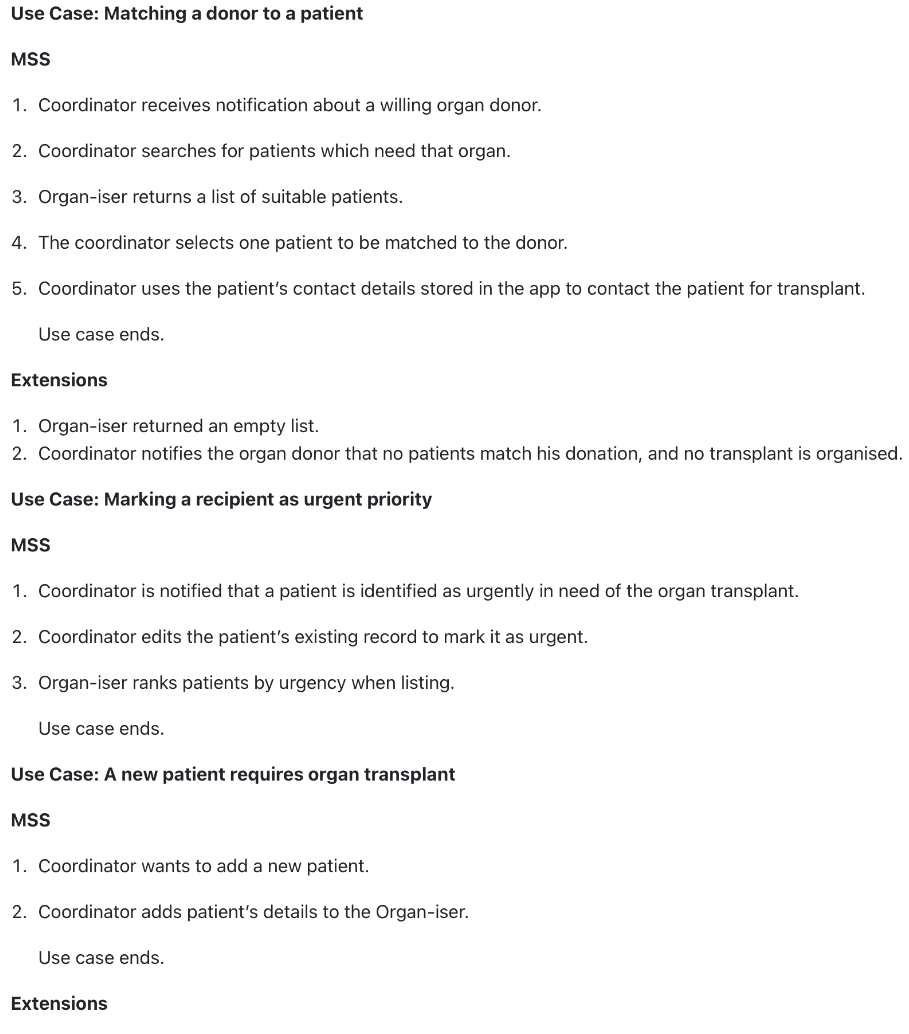 Use Case: Matching a donor to a patient
MSS
1. Coordinator receives notification about a willing organ donor.
2. Coordinator searches for patients which need that organ.
3. Organ-iser returns a list of suitable patients.
4. The coordinator selects one patient to be matched to the donor.
5. Coordinator uses the patient’s contact details stored in the app to contact the patient for transplant.
Use case ends.
Extensions
1. Organ-iser returned an empty list.
2. Coordinator notifies the organ donor that no patients match his donation, and no transplant is organised.
Use Case: Marking a recipient as urgent priority
MSS
1. Coordinator is notified that a patient is identified as urgently in need of the organ transplant.
2. Coordinator edits the patient’s existing record to mark it as urgent.
3. Organ-iser ranks patients by urgency when listing.
Use case ends.
Use Case: A new patient requires organ transplant
MSS
1. Coordinator wants to add a new patient.
2. Coordinator adds patient’s details to the Organ-iser.
Use case ends.
Extensions